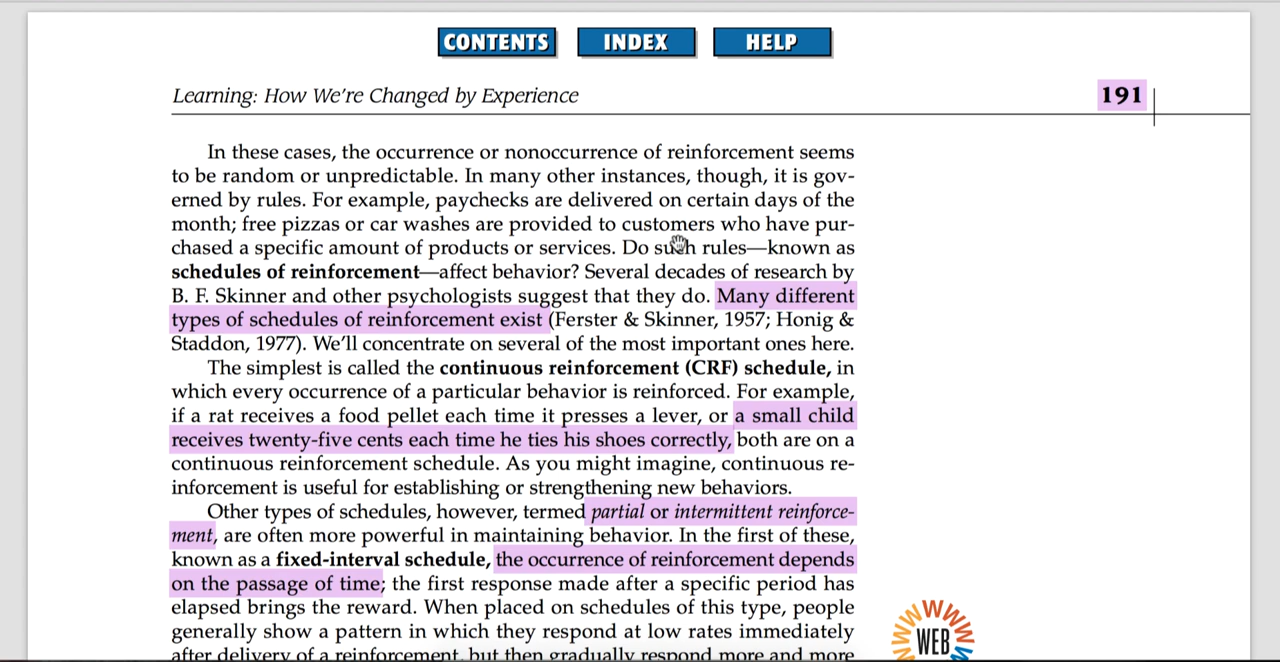 CONTENTS INDEX HELP
Learning: How We're Changed by Experience 191
In these cases, the occurrence or nonoccurrence of reinforcement seems
to be random or unpredictable. In many other instances, though, it is gov-
erned by rules. For example, paychecks are delivered on certain days of the
month; free pizzas or car washes are provided to customers who have pur-
chased a specific amount of products or services. Do such rules—known as
schedules of reinforcement—affect behavior? Several decades of research by
B. F. Skinner and other psychologists suggest that they do. Many different
types of schedules of reinforcement exist (Ferster & Skinner, 1957; Honig &
Staddon, 1977). We'll concentrate on several of the most important ones here.
The simplest is called the continuous reinforcement (CRF) schedule, in
which every occurrence of a particular behavior is reinforced. For example,
if a rat receives a food pellet each time it presses a lever, or a small child
receives twenty-five cents each time he ties his shoes correctly, both are on a
continuous reinforcement schedule. As you might imagine, continuous re-
inforcement is useful for establishing or strengthening new behaviors.
Other types of schedules, however, termed partial or intermittent reinforce-
ment, are often more powerful in maintaining behavior. In the first of these,
known as a fixed-interval schedule, the occurrence of reinforcement depends
on the passage of time; the first response made after a specific period has
elapsed brings the reward. When placed on schedules of this type, people
generally show a pattern in which they respond at low rates immediately
after delivery of a reinforcement, but then gradually respond more and more
WWWWWW
WEB